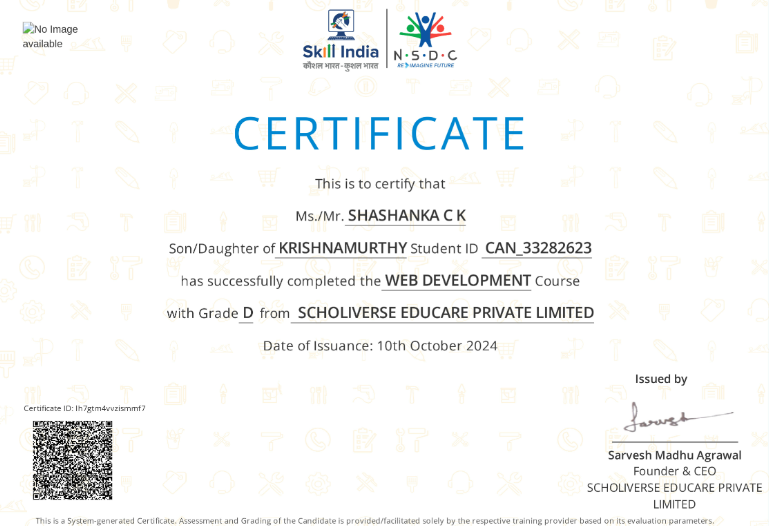 No Image available
Skill India
कौशल भारत - कुशल भारत
N·S·D·C
RE-IMAGINE FUTURE
CERTIFICATE
This is to certify that
Ms./Mr. SHASHANKA C K
Son/Daughter of KRISHNAMURTHY Student ID CAN_33282623
has successfully completed the WEB DEVELOPMENT Course
with Grade D from SCHOLIVERSE EDUCARE PRIVATE LIMITED
Date of Issuance: 10th October 2024
Issued by
Sarvesh
Sarvesh Madhu Agrawal
Founder & CEO
SCHOLIVERSE EDUCARE PRIVATE
LIMITED
Certificate ID: lh7gtm4vvzismmf7
This is a System-generated Certificate. Assessment and Grading of the Candidate is provided/facilitated solely by the respective training provider based on its evaluation parameters.